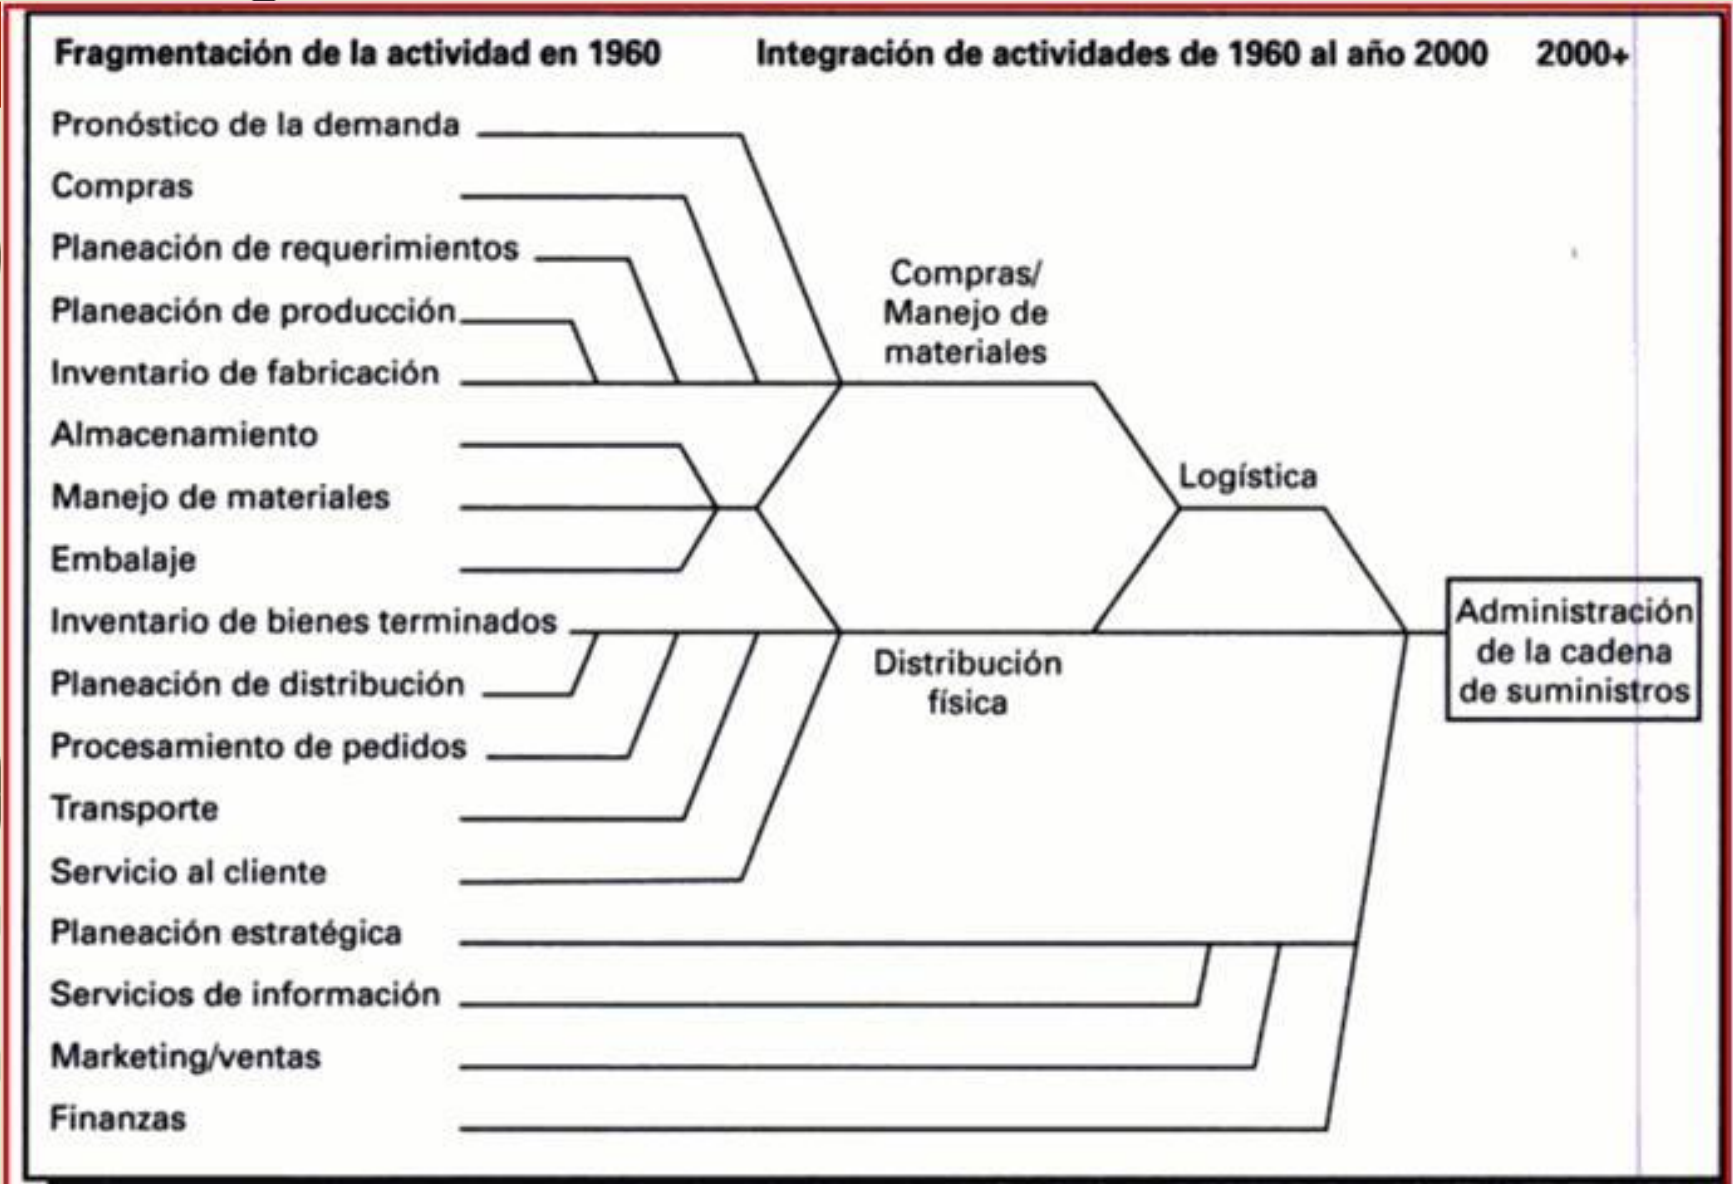 Fragmentación de la actividad en 1960
Integración de actividades de 1960 al año 2000
2000+
Pronóstico de la demanda
Compras
Planeación de requerimientos
Planeación de producción
Inventario de fabricación
Almacenamiento
Manejo de materiales
Embalaje
Inventario de bienes terminados
Planeación de distribución
Procesamiento de pedidos
Transporte
Servicio al cliente
Planeación estratégica
Servicios de información
Marketing/ventas
Finanzas
Compras/
Manejo de
materiales
Distribución
física
Logística
Administración
de la cadena
de suministros